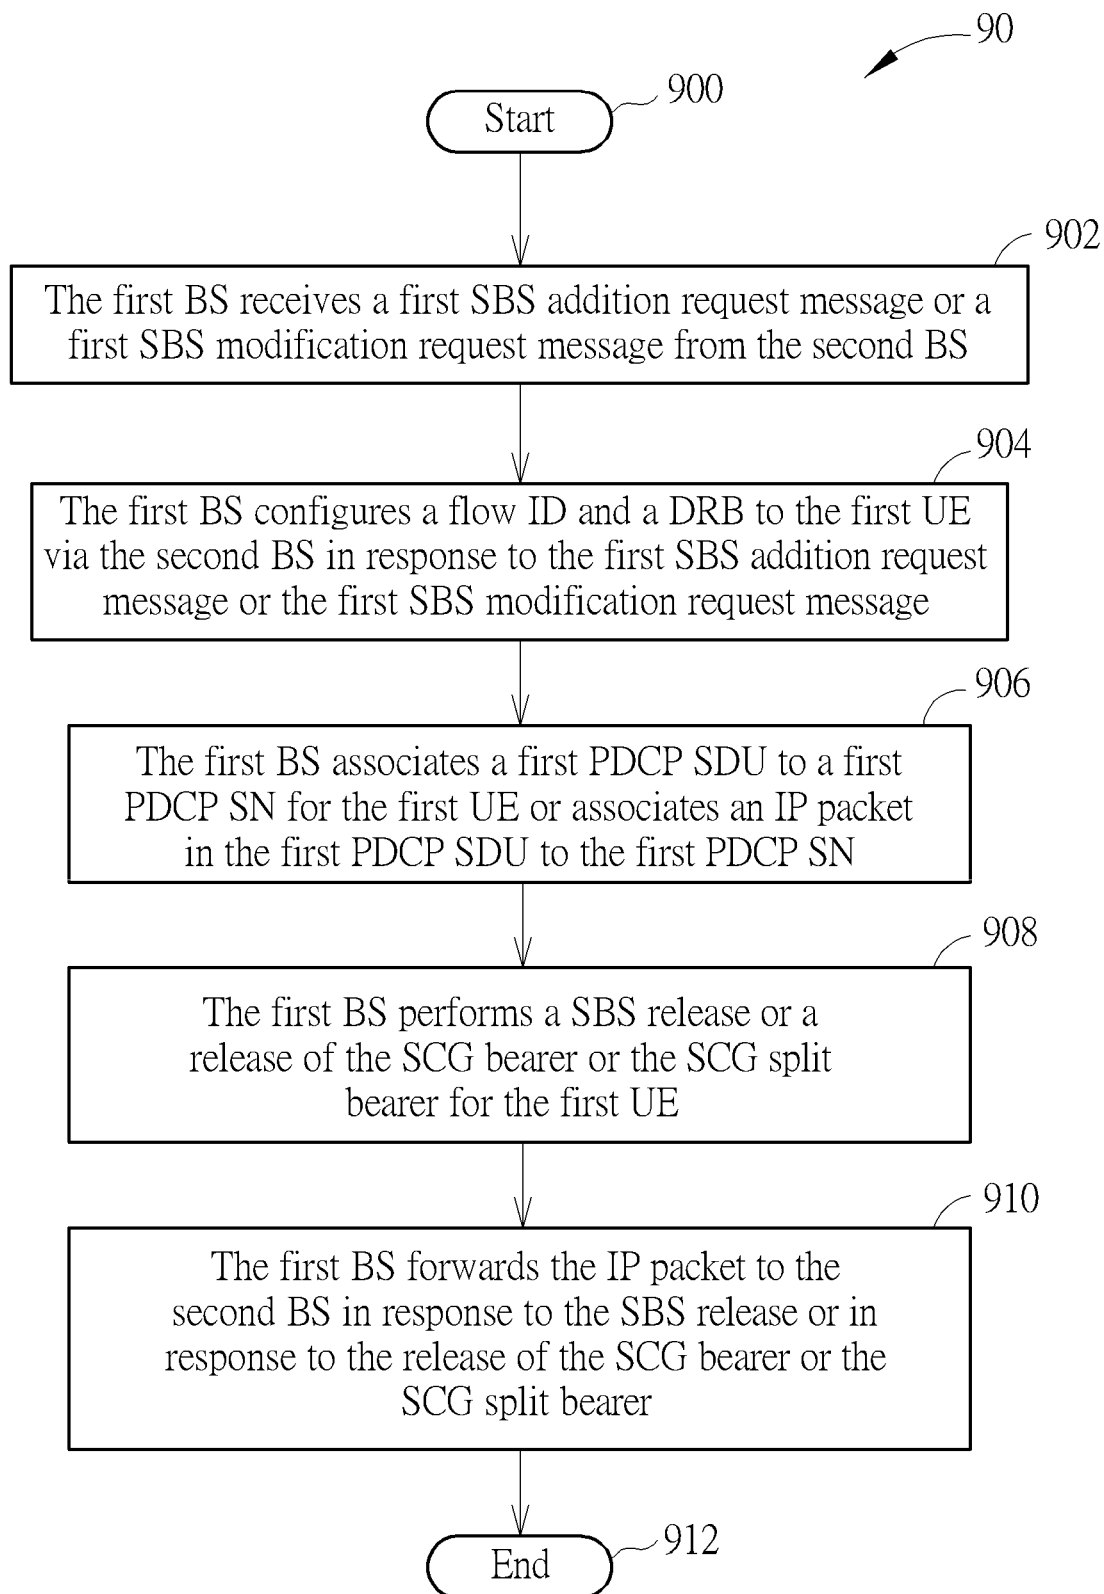 90
Start
900
902
The first BS receives a first SBS addition request message or a
first SBS modification request message from the second BS
904
The first BS configures a flow ID and a DRB to the first UE
via the second BS in response to the first SBS addition request
message or the first SBS modification request message
906
The first BS associates a first PDCP SDU to a first
PDCP SN for the first UE or associates an IP packet
in the first PDCP SDU to the first PDCP SN
908
The first BS performs a SBS release or a
release of the SCG bearer or the SCG split
bearer for the first UE
910
The first BS forwards the IP packet to the
second BS in response to the SBS release or in
response to the release of the SCG bearer or the
SCG split bearer
End
912